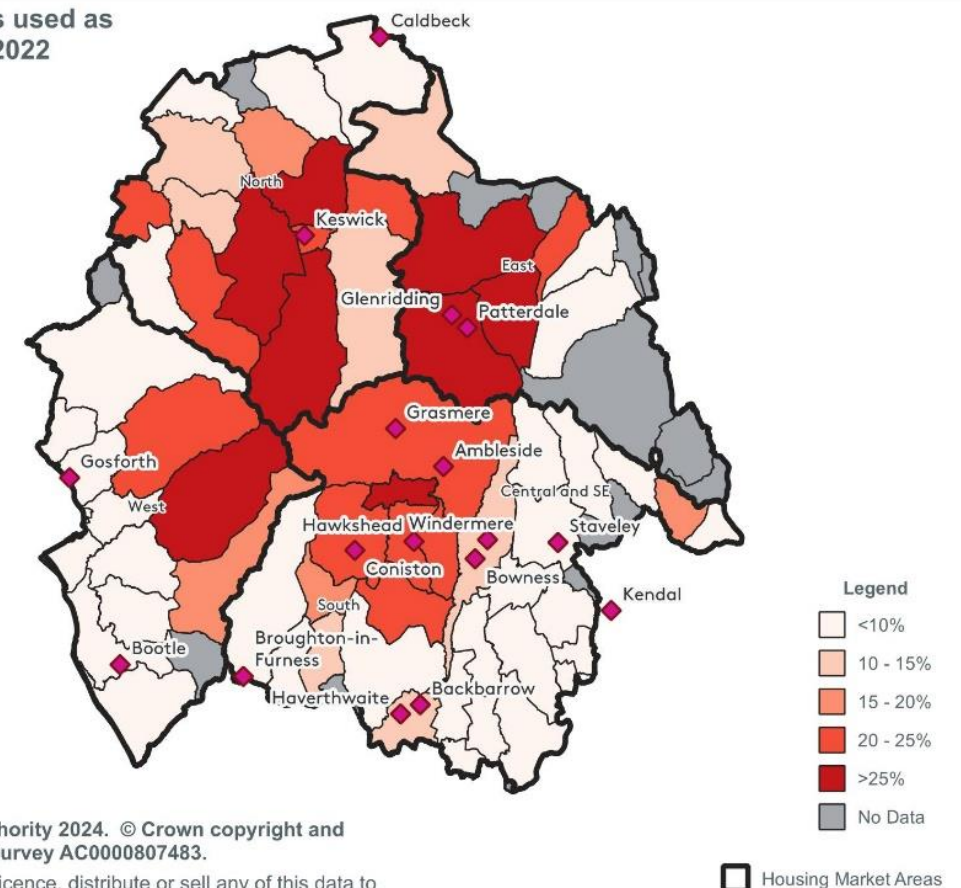 s used as
2022
Caldbeck
North
Keswick
East
Glenridding
Patterdale
Grasmere
Ambleside
Gosforth
Central and SE
West
Hawkshead
Windermere
Staveley
Coniston
Bowness
Kendal
South
Broughton-in-
Furness
Bootle
Haverthwaite
Backbarrow
Legend
<10%
10 - 15%
15 - 20%
20 - 25%
>25%
No Data
Housing Market Areas
hority 2024. © Crown copyright and
urvey AC0000807483.
icence, distribute or sell any of this data to